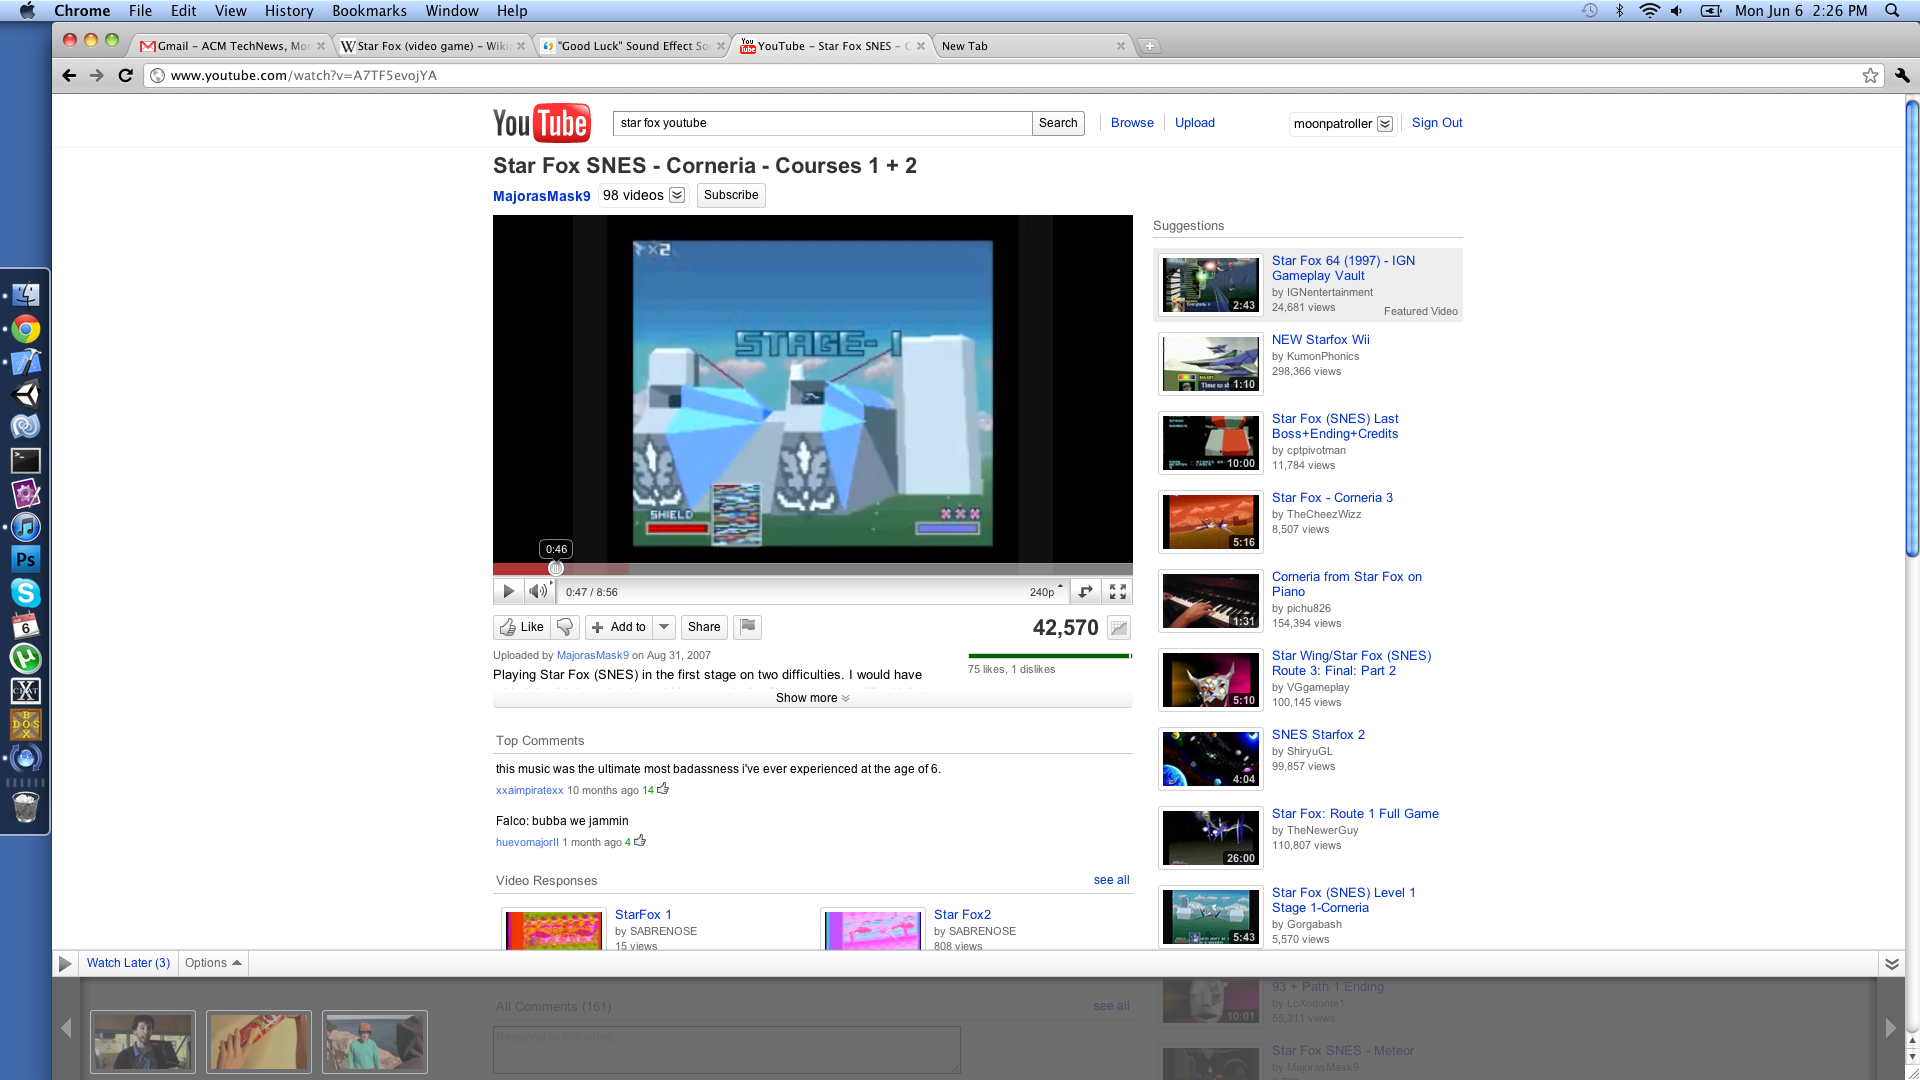 Chrome File Edit View History Bookmarks Window Help
Mon Jun 6 2:26 PM
Gmail – ACM TechNews, Mo
Star Fox (video game) – Wiki
"Good Luck" Sound Effect So
YouTube – Star Fox SNES – C
New Tab
www.youtube.com/watch?v=A7TF5evojYA
YouTube
star fox youtube
Search
Browse
Upload
moonpatroller
Sign Out
Star Fox SNES - Corneria - Courses 1 + 2
MajorasMask9
98 videos
Subscribe
×2
STAGE-1
SHIELD
0:46
0:47 / 8:56
240p
Like
Add to
Share
42,570
Uploaded by MajorasMask9 on Aug 31, 2007
75 likes, 1 dislikes
Playing Star Fox (SNES) in the first stage on two difficulties. I would have
Show more
Top Comments
this music was the ultimate most badassness i've ever experienced at the age of 6.
xxaimpiratexx 10 months ago 14
Falco: bubba we jammin
huevomajorII 1 month ago 4
Video Responses
see all
StarFox 1
by SABRENOSE
15 views
Star Fox2
by SABRENOSE
808 views
Suggestions
2:43
Star Fox 64 (1997) - IGN
Gameplay Vault
by IGNentertainment
24,681 views
Featured Video
1:10
NEW Starfox Wii
by KumonPhonics
298,366 views
10:00
Star Fox (SNES) Last
Boss+Ending+Credits
by cptpivotman
11,784 views
5:16
Star Fox - Corneria 3
by TheCheezWizz
8,507 views
1:31
Corneria from Star Fox on
Piano
by pichu826
154,394 views
5:10
Star Wing/Star Fox (SNES)
Route 3: Final: Part 2
by VGgameplay
100,145 views
4:04
SNES Starfox 2
by ShiryuGL
99,857 views
26:00
Star Fox: Route 1 Full Game
by TheNewerGuy
110,807 views
5:43
Star Fox (SNES) Level 1
Stage 1-Corneria
by Gorgabash
5,570 views
Watch Later (3)
Options
All Comments (161)
see all
Respond to this video...
10:01
93 + Path 1 Ending
by LoXodonte1
55,311 views
Star Fox SNES - Meteor
by MajorasMask9
Ps
6
X
CHAT
DOS